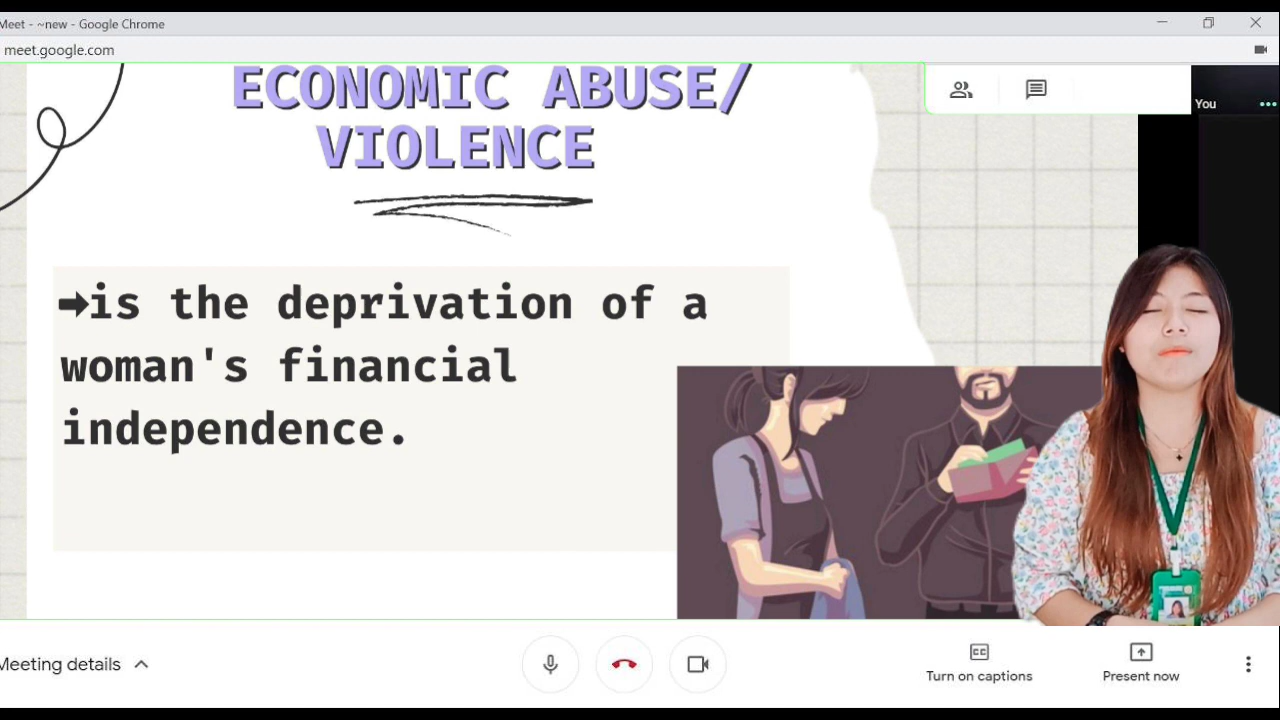 Meet - ~new - Google Chrome
meet.google.com
ECONOMIC ABUSE/
VIOLENCE
You
➡is the deprivation of a
woman's financial
independence.
Meeting details
CC
Turn on captions
Present now